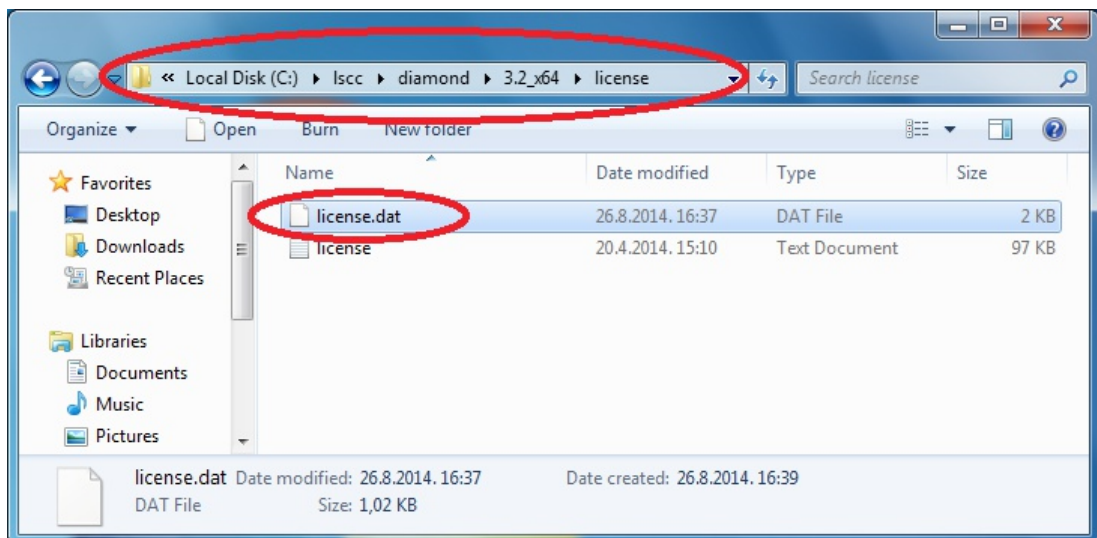 « Local Disk (C:) ▸ lscc ▸ diamond ▸ 3.2_x64 ▸ license Search license
Organize Open Burn New folder
Name Date modified Type Size
Favorites
Desktop license.dat 26.8.2014. 16:37 DAT File 2 KB
Downloads license 20.4.2014. 15:10 Text Document 97 KB
Recent Places
Libraries
Documents
Music
Pictures
license.dat Date modified: 26.8.2014. 16:37 Date created: 26.8.2014. 16:39
DAT File Size: 1,02 KB